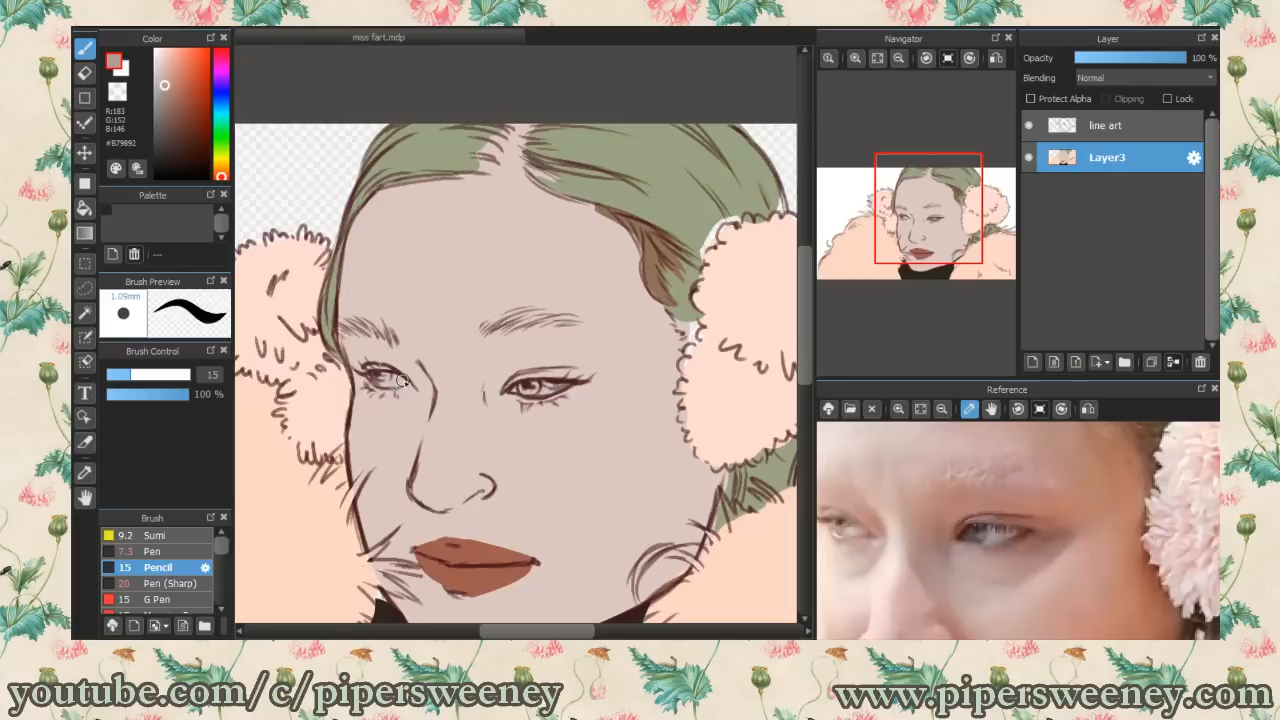 Color
miss fart.mdp
Navigator
Layer
Opacity
100 %
Blending
Normal
Protect Alpha
Clipping
Lock
R:183
G:152
B:146
#B79892
line art
Layer3
Palette
---
Brush Preview
1.09mm
Brush Control
15
100 %
Reference
Brush
9.2 Sumi
7.3 Pen
15 Pencil
20 Pen (Sharp)
15 G Pen
youtube.com/c/pipersweeney
www.pipersweeney.com